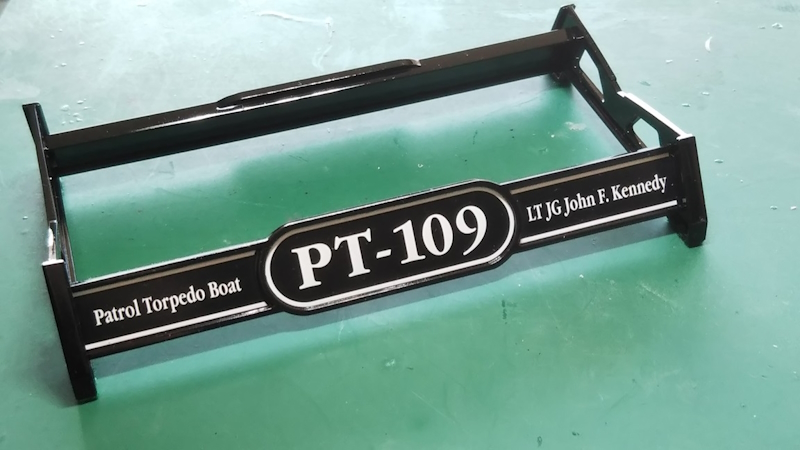 Patrol Torpedo Boat
PT-109
LT JG John F. Kennedy